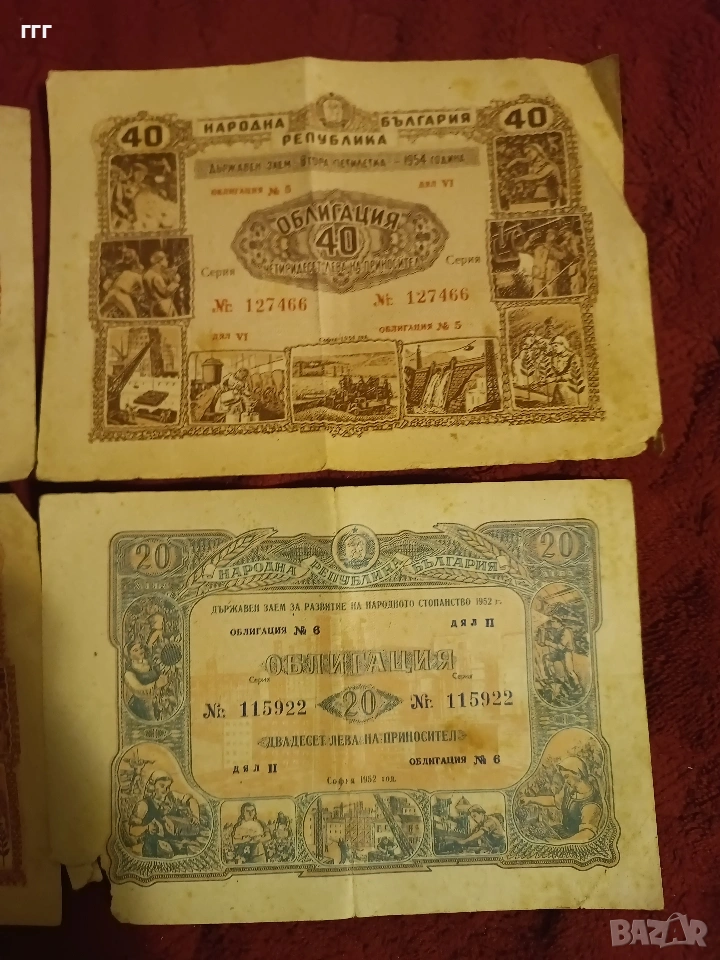 ггг
40
НАРОДНА
РЕПУБЛИКА
БЪЛГАРИЯ
40
ДЪРЖАВЕН ЗАЕМ - ВТОРА ПЕТИЛЕТКА - 1954 ГОДИНА
ОБЛИГАЦИЯ № 5 ДЯЛ VI
ОБЛИГАЦИЯ
40
ЧЕТИРИДЕСЕТ ЛЕВА НА ПРИНОСИТЕЛ
Серия Серия
№: 127466 №: 127466
ДЯЛ VI ОБЛИГАЦИЯ № 5
20 20
НАРОДНА РЕПУБЛИКА БЪЛГАРИЯ
ДЪРЖАВЕН ЗАЕМ ЗА РАЗВИТИЕ НА НАРОДНОТО СТОПАНСТВО 1952 г.
ОБЛИГАЦИЯ № 6 ДЯЛ II
ОБЛИГАЦИЯ
Серия Серия
№: 115922 20 №: 115922
ДВАДЕСЕТ ЛЕВА НА ПРИНОСИТЕЛ
ДЯЛ II ОБЛИГАЦИЯ № 6
София 1952 год.
BAZAR